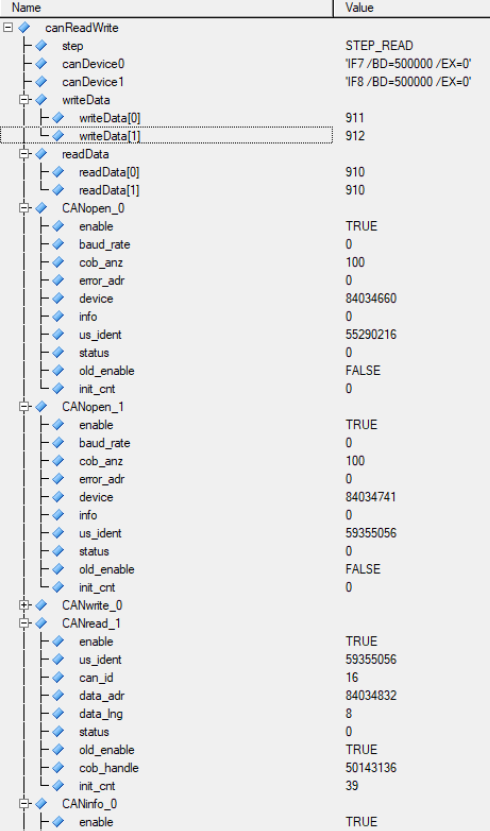 Name Value
canReadWrite
step STEP_READ
canDevice0 'IF7 /BD=500000 /EX=0'
canDevice1 'IF8 /BD=500000 /EX=0'
writeData
writeData[0] 911
writeData[1] 912
readData
readData[0] 910
readData[1] 910
CANopen_0
enable TRUE
baud_rate 0
cob_anz 100
error_adr 0
device 84034660
info 0
us_ident 55290216
status 0
old_enable FALSE
init_cnt 0
CANopen_1
enable TRUE
baud_rate 0
cob_anz 100
error_adr 0
device 84034741
info 0
us_ident 59355056
status 0
old_enable FALSE
init_cnt 0
CANwrite_0
CANread_1
enable TRUE
us_ident 59355056
can_id 16
data_adr 84034832
data_lng 8
status 0
old_enable TRUE
cob_handle 50143136
init_cnt 39
CANinfo_0
enable TRUE